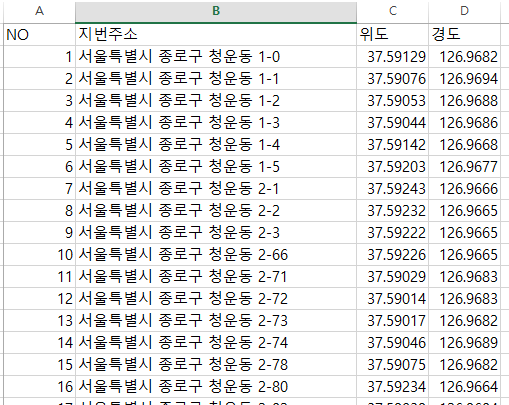 A B C D
NO 지번주소 위도 경도
1 서울특별시 종로구 청운동 1-0 37.59129 126.9682
2 서울특별시 종로구 청운동 1-1 37.59076 126.9694
3 서울특별시 종로구 청운동 1-2 37.59053 126.9688
4 서울특별시 종로구 청운동 1-3 37.59044 126.9686
5 서울특별시 종로구 청운동 1-4 37.59142 126.9668
6 서울특별시 종로구 청운동 1-5 37.59203 126.9677
7 서울특별시 종로구 청운동 2-1 37.59243 126.9666
8 서울특별시 종로구 청운동 2-2 37.59232 126.9665
9 서울특별시 종로구 청운동 2-3 37.59222 126.9665
10 서울특별시 종로구 청운동 2-66 37.59226 126.9665
11 서울특별시 종로구 청운동 2-71 37.59029 126.9683
12 서울특별시 종로구 청운동 2-72 37.59014 126.9683
13 서울특별시 종로구 청운동 2-73 37.59017 126.9682
14 서울특별시 종로구 청운동 2-74 37.59046 126.9689
15 서울특별시 종로구 청운동 2-78 37.59075 126.9682
16 서울특별시 종로구 청운동 2-80 37.59234 126.9664